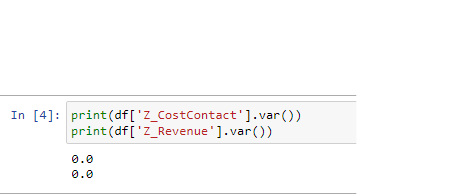 In [4]: print(df['Z_CostContact'].var())
print(df['Z_Revenue'].var())
0.0
0.0